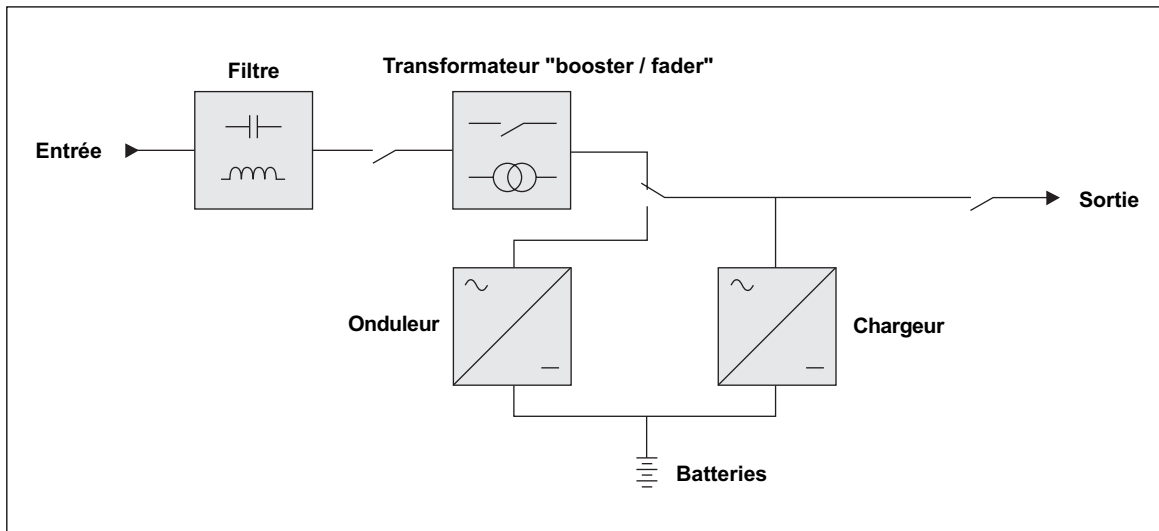 Filtre
Transformateur "booster / fader"
Entrée
Sortie
Onduleur
Chargeur
Batteries